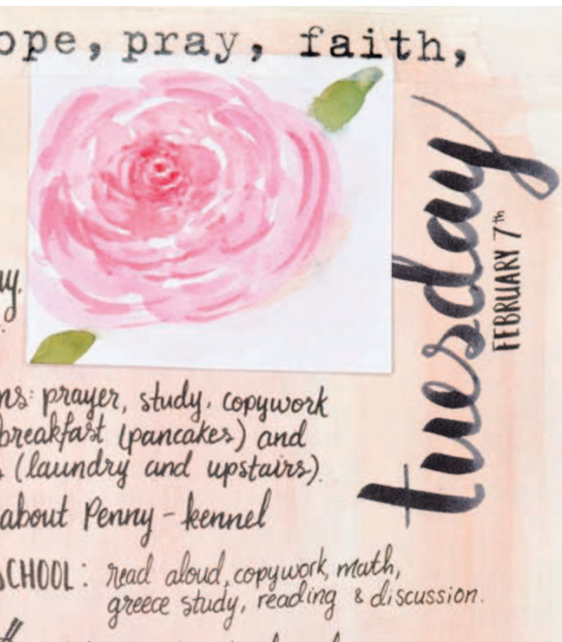 ope, pray, faith,
tuesday
FEBRUARY 7th
ay.
ns: prayer, study, copywork
breakfast (pancakes) and
(laundry and upstairs).
about Penny - kennel
SCHOOL: read aloud, copywork, math,
greece study, reading & discussion.